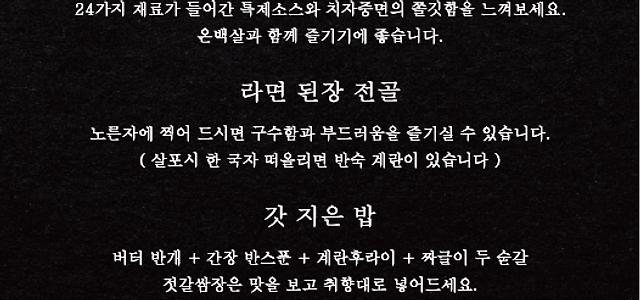 24가지 재료가 들어간 특제소스와 치자중면의 쫄깃함을 느껴보세요.
온백살과 함께 즐기기에 좋습니다.
라면 된장 전골
노른자에 찍어 드시면 구수함과 부드러움을 즐기실 수 있습니다.
( 살포시 한 국자 떠올리면 반숙 계란이 있습니다 )
갓 지은 밥
버터 반개 + 간장 반스푼 + 계란후라이 + 짜글이 두 숟갈
젓갈쌈장은 맛을 보고 취향대로 넣어드세요.